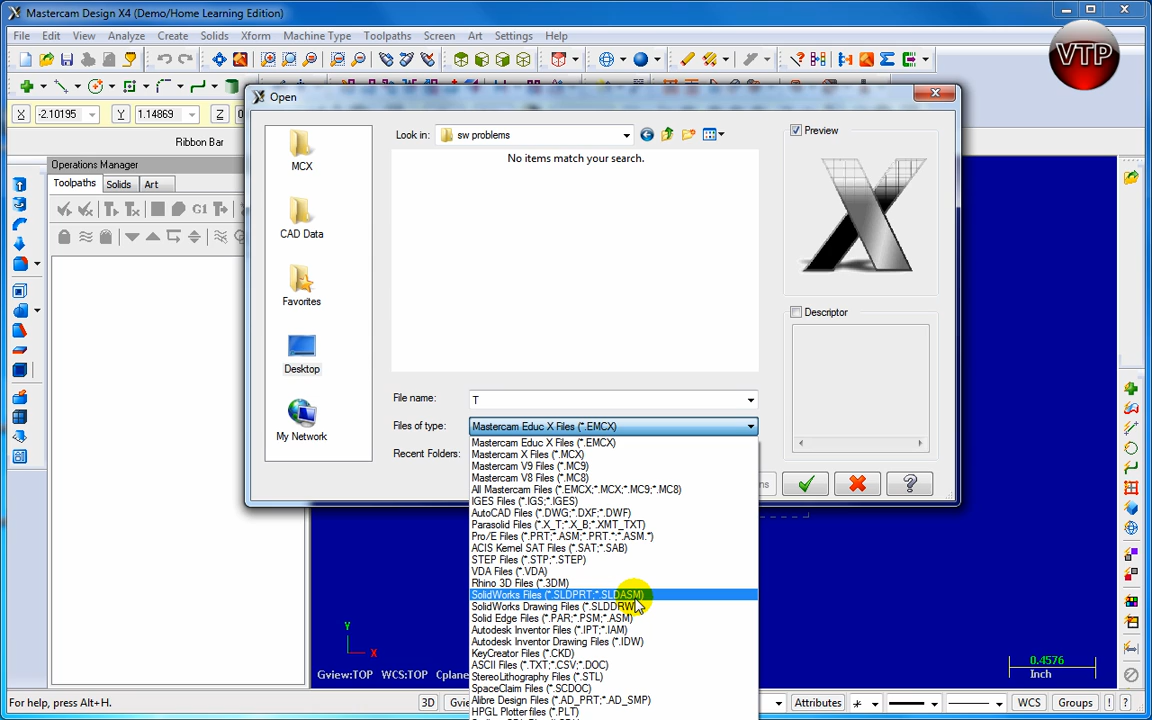 Mastercam Design X4 (Demo/Home Learning Edition)
File Edit View Analyze Create Solids Xform Machine Type Toolpaths Screen Art Settings Help
VTP
X -2.10195 Y 1.14869 Z
Ribbon Bar
Operations Manager
Toolpaths Solids Art
G1
Open
Look in: sw problems
Preview
MCX
CAD Data
Favorites
Desktop
My Network
No items match your search.
Descriptor
File name: T
Files of type: Mastercam Educ X Files (*.EMCX)
Recent Folders:
Mastercam Educ X Files (*.EMCX)
Mastercam X Files (*.MCX)
Mastercam V9 Files (*.MC9)
Mastercam V8 Files (*.MC8)
All Mastercam Files (*.EMCX;*.MCX;*.MC9;*.MC8)
IGES Files (*.IGS;*.IGES)
AutoCAD Files (*.DWG;*.DXF;*.DWF)
Parasolid Files (*.X_T;*.X_B;*.XMT_TXT)
Pro/E Files (*.PRT;*.ASM;*.PRT.*;*.ASM.*)
ACIS Kernel SAT Files (*.SAT;*.SAB)
STEP Files (*.STP;*.STEP)
VDA Files (*.VDA)
Rhino 3D Files (*.3DM)
SolidWorks Files (*.SLDPRT;*.SLDASM)
SolidWorks Drawing Files (*.SLDDRW)
Solid Edge Files (*.PAR;*.PSM;*.ASM)
Autodesk Inventor Files (*.IPT;*.IAM)
Autodesk Inventor Drawing Files (*.IDW)
KeyCreator Files (*.CKD)
ASCII Files (*.TXT;*.CSV;*.DOC)
StereoLithography Files (*.STL)
SpaceClaim Files (*.SCDOC)
Alibre Design Files (*.AD_PRT;*.AD_SMP)
HPGL Plotter files (*.PLT)
Y
X
Gview:TOP WCS:TOP Cplane
0.4576
Inch
For help, press Alt+H.
3D Gview Attributes WCS Groups ! ?